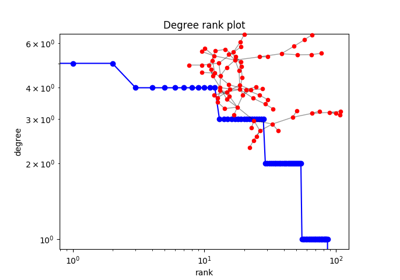 Degree rank plot
degree
6 × 10⁰
4 × 10⁰
3 × 10⁰
2 × 10⁰
10⁰
10⁰ 10¹ 10²
rank